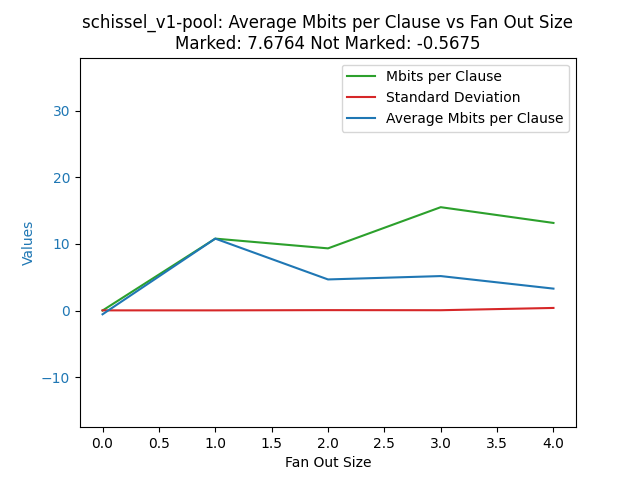 schissel_v1-pool: Average Mbits per Clause vs Fan Out Size
Marked: 7.6764 Not Marked: -0.5675
Mbits per Clause
Standard Deviation
Average Mbits per Clause
30
20
10
0
−10
Values
0.0 0.5 1.0 1.5 2.0 2.5 3.0 3.5 4.0
Fan Out Size